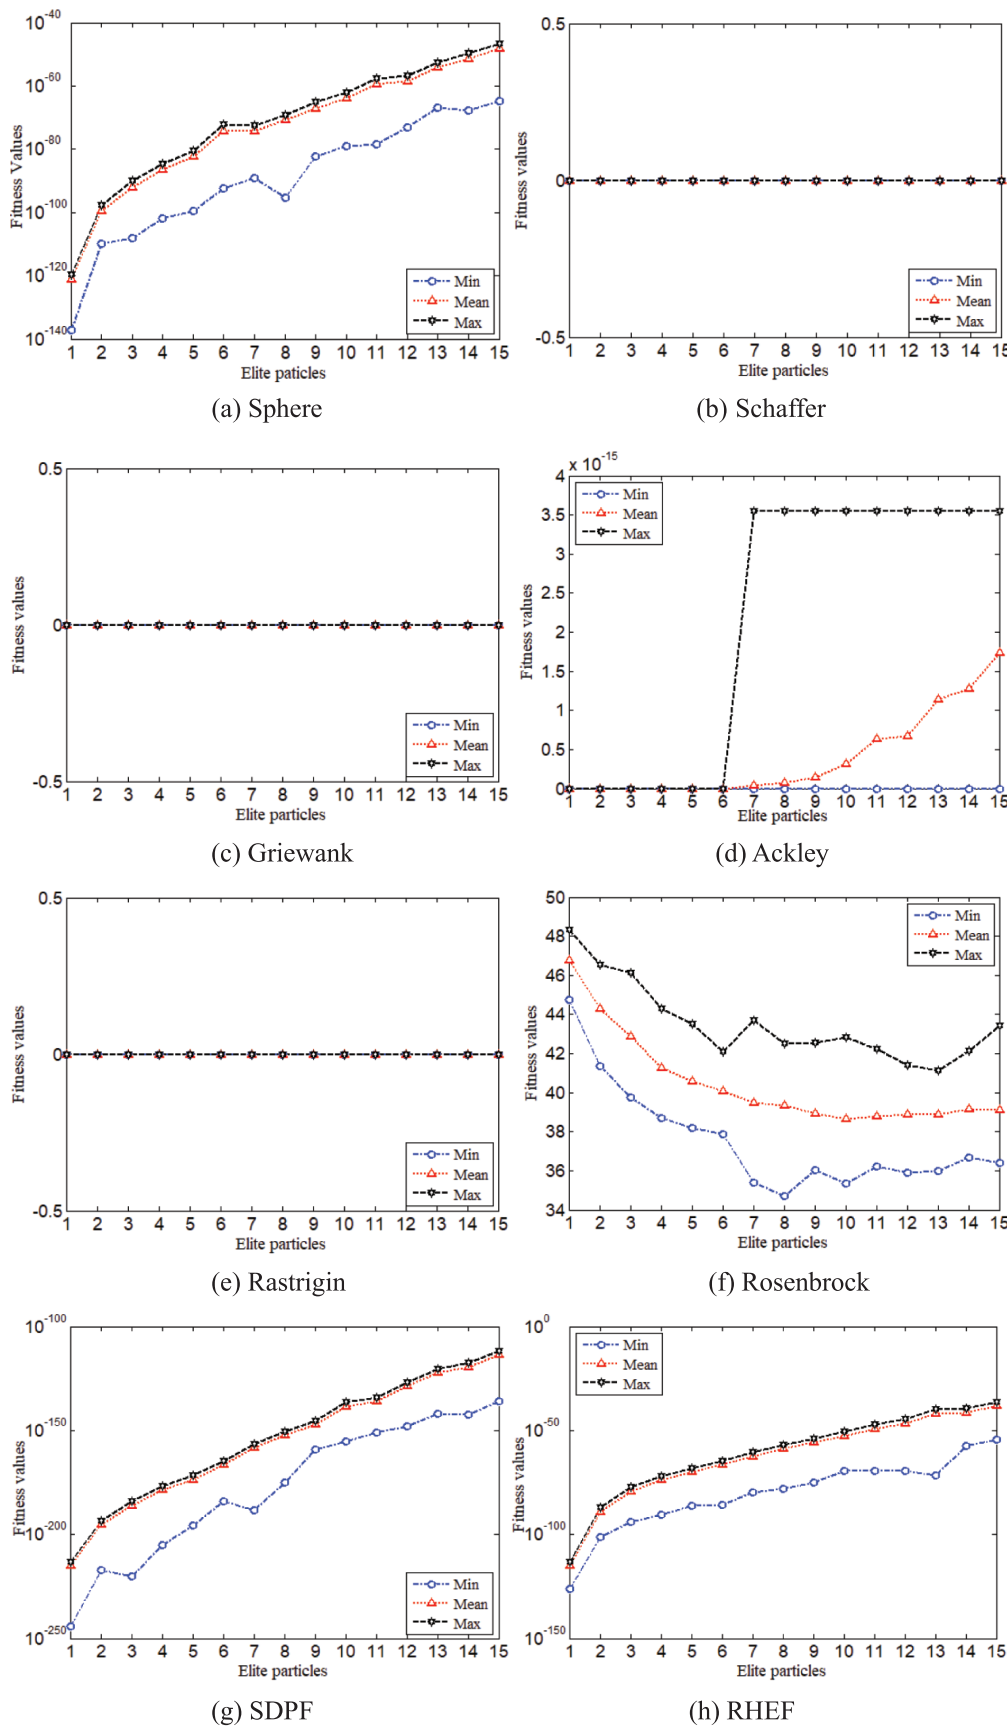 10^-40
10^-60
10^-80
10^-100
10^-120
10^-140
Fitness Values
Min
Mean
Max
1 2 3 4 5 6 7 8 9 10 11 12 13 14 15
Elite paticles
(a) Sphere
0.5
0
-0.5
Fitness values
Min
Mean
Max
1 2 3 4 5 6 7 8 9 10 11 12 13 14 15
Elite particles
(b) Schaffer
0.5
0
-0.5
Fitness values
Min
Mean
Max
1 2 3 4 5 6 7 8 9 10 11 12 13 14 15
Elite particles
(c) Griewank
x 10^-15
4
3.5
3
2.5
2
1.5
1
0.5
0
Fitness values
Min
Mean
Max
1 2 3 4 5 6 7 8 9 10 11 12 13 14 15
Elite particles
(d) Ackley
0.5
0
-0.5
Fitness values
Min
Mean
Max
1 2 3 4 5 6 7 8 9 10 11 12 13 14 15
Elite particles
(e) Rastrigin
50
48
46
44
42
40
38
36
34
Fitness values
Min
Mean
Max
1 2 3 4 5 6 7 8 9 10 11 12 13 14 15
Elite particles
(f) Rosenbrock
10^-100
10^-150
10^-200
10^-250
Fitness values
Min
Mean
Max
1 2 3 4 5 6 7 8 9 10 11 12 13 14 15
Elite particles
(g) SDPF
10^0
10^-50
10^-100
10^-150
Fitness values
Min
Mean
Max
1 2 3 4 5 6 7 8 9 10 11 12 13 14 15
Elite particles
(h) RHEF